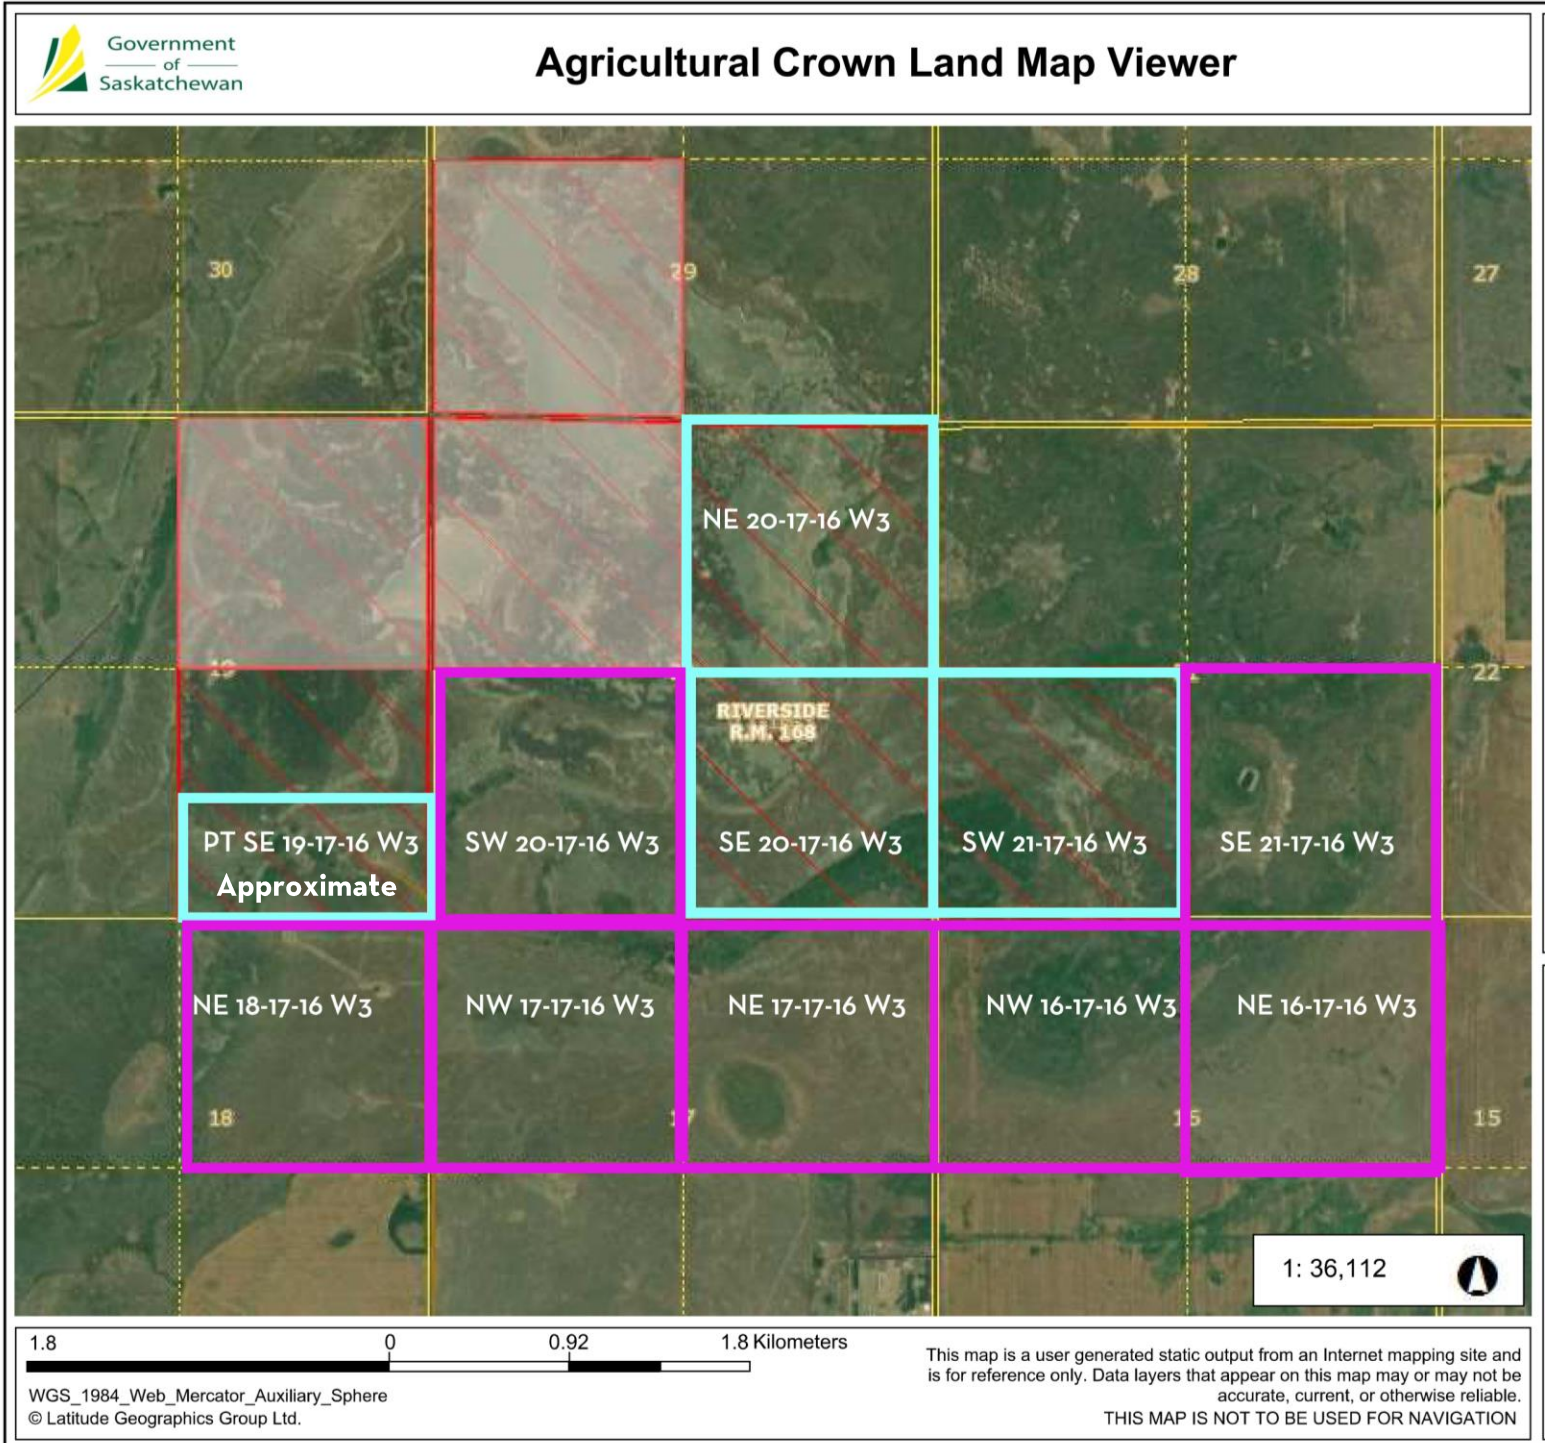 Government
of
Saskatchewan
Agricultural Crown Land Map Viewer
30
29
28
27
NE 20-17-16 W3
19
22
RIVERSIDE
R.M. 168
PT SE 19-17-16 W3
Approximate
SW 20-17-16 W3
SE 20-17-16 W3
SW 21-17-16 W3
SE 21-17-16 W3
NE 18-17-16 W3
NW 17-17-16 W3
NE 17-17-16 W3
NW 16-17-16 W3
NE 16-17-16 W3
18
17
16
15
1: 36,112
1.8
0
0.92
1.8 Kilometers
WGS_1984_Web_Mercator_Auxiliary_Sphere
© Latitude Geographics Group Ltd.
This map is a user generated static output from an Internet mapping site and
is for reference only. Data layers that appear on this map may or may not be
accurate, current, or otherwise reliable.
THIS MAP IS NOT TO BE USED FOR NAVIGATION